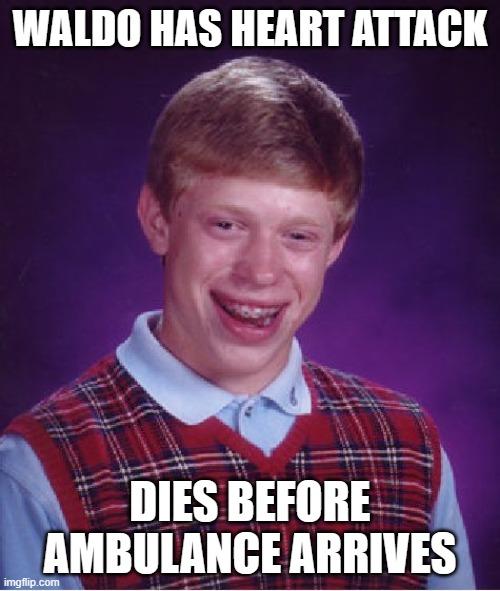 WALDO HAS HEART ATTACK
DIES BEFORE
AMBULANCE ARRIVES
imgflip.com